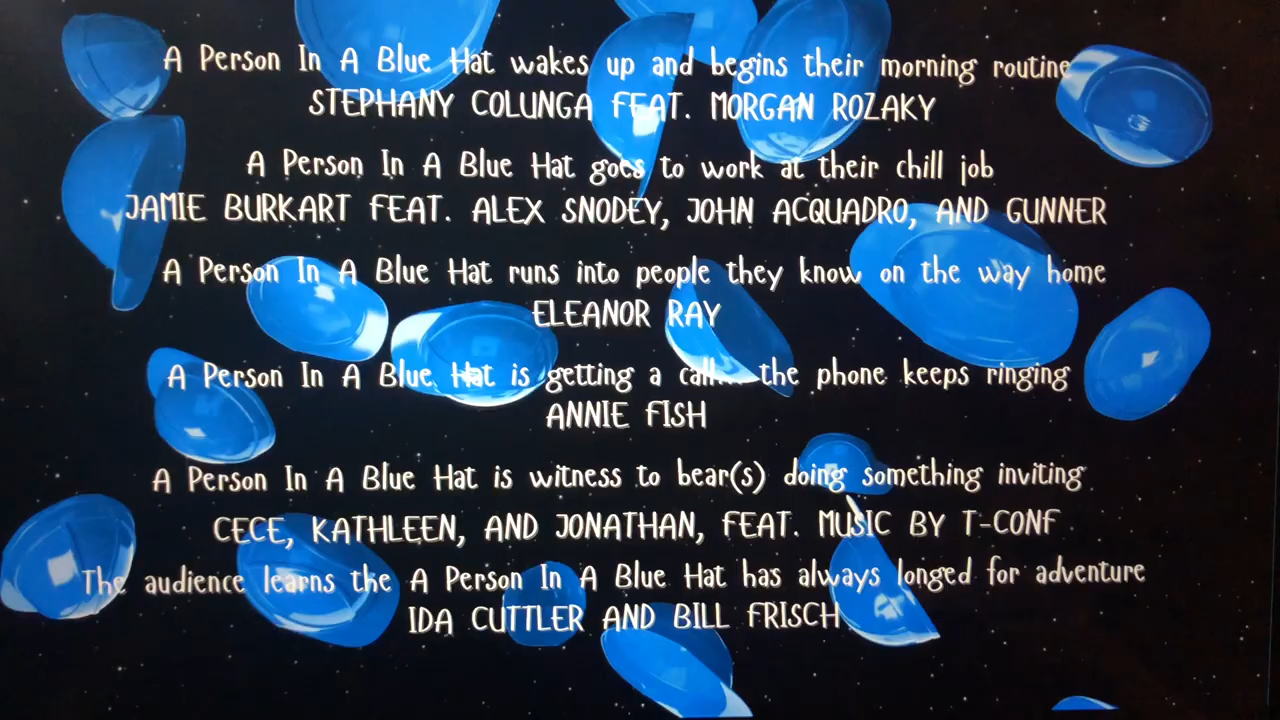 A Person In A Blue Hat wakes up and begins their morning routine
STEPHANY COLUNGA FEAT. MORGAN ROZAKY
A Person In A Blue Hat goes to work at their chill job
JAMIE BURKART FEAT. ALEX SNODEY, JOHN ACQUADRO, AND GUNNER
A Person In A Blue Hat runs into people they know on the way home
ELEANOR RAY
A Person In A Blue Hat is getting a call... the phone keeps ringing
ANNIE FISH
A Person In A Blue Hat is witness to bear(s) doing something inviting
CECE, KATHLEEN, AND JONATHAN, FEAT. MUSIC BY T-CONF
The audience learns the A Person In A Blue Hat has always longed for adventure
IDA CUTTLER AND BILL FRISCH